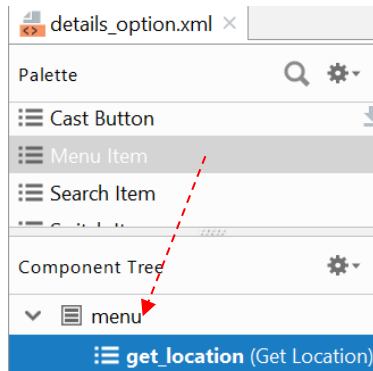 details_option.xml
Palette
Cast Button
Menu Item
Search Item
Component Tree
menu
get_location (Get Location)